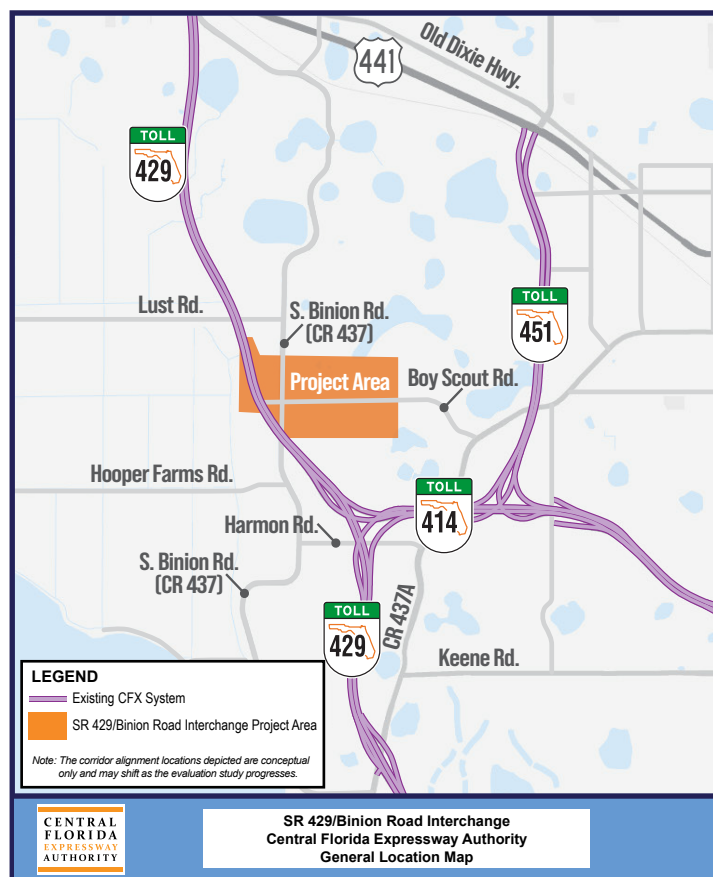 Old Dixie Hwy.
441
TOLL
429
Lust Rd.
S. Binion Rd.
(CR 437)
TOLL
451
Project Area
Boy Scout Rd.
Hooper Farms Rd.
TOLL
414
Harmon Rd.
S. Binion Rd.
(CR 437)
TOLL
429
CR 437A
Keene Rd.
LEGEND
Existing CFX System
SR 429/Binion Road Interchange Project Area
Note: The corridor alignment locations depicted are conceptual
only and may shift as the evaluation study progresses.
CENTRAL
FLORIDA
EXPRESSWAY
AUTHORITY
SR 429/Binion Road Interchange
Central Florida Expressway Authority
General Location Map